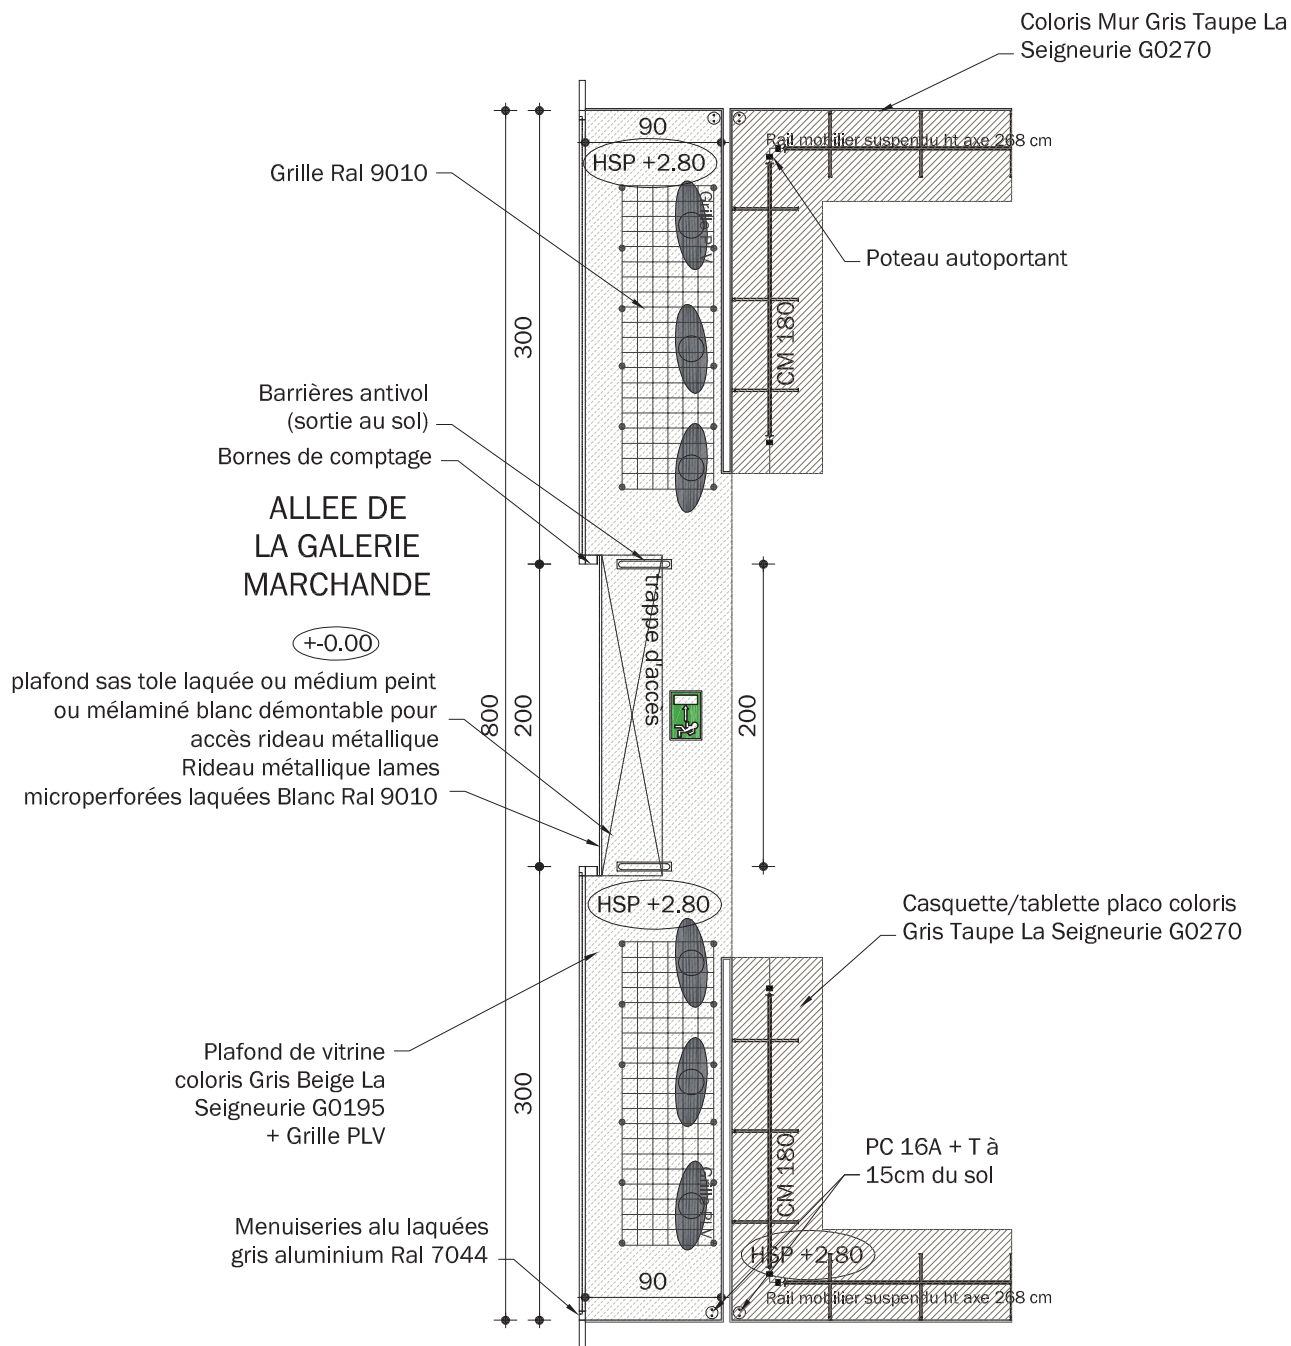 Coloris Mur Gris Taupe La
Seigneurie G0270
90
Rail mobilier suspendu ht axe 268 cm
HSP +2.80
Grille Ral 9010
Grille PLV
Poteau autoportant
300
CM 180
Barrières antivol
(sortie au sol)
Bornes de comptage
ALLEE DE
LA GALERIE
MARCHANDE
+-0.00
trappe d'accès
plafond sas tole laquée ou médium peint
ou mélaminé blanc démontable pour
accès rideau métallique
Rideau métallique lames
microperforées laquées Blanc Ral 9010
800
200
200
HSP +2.80
Casquette/tablette placo coloris
Gris Taupe La Seigneurie G0270
Plafond de vitrine
coloris Gris Beige La
Seigneurie G0195
+ Grille PLV
300
CM 180
Grille PLV
PC 16A + T à
15cm du sol
Menuiseries alu laquées
gris aluminium Ral 7044
HSP +2.80
90
Rail mobilier suspendu ht axe 268 cm